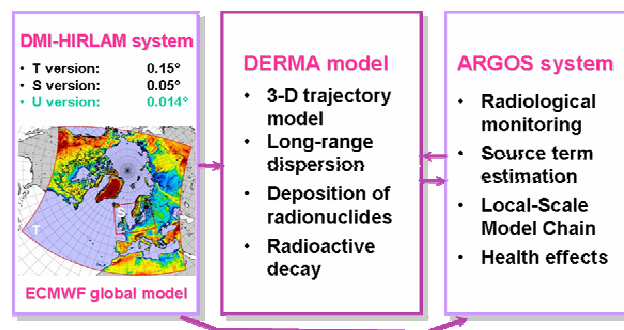 DMI-HIRLAM system
• T version: 0.15°
• S version: 0.05°
• U version: 0.014°
S
T
ECMWF global model
DERMA model
• 3-D trajectory
model
• Long-range
dispersion
• Deposition of
radionuclides
• Radioactive
decay
ARGOS system
• Radiological
monitoring
• Source term
estimation
• Local-Scale
Model Chain
• Health effects